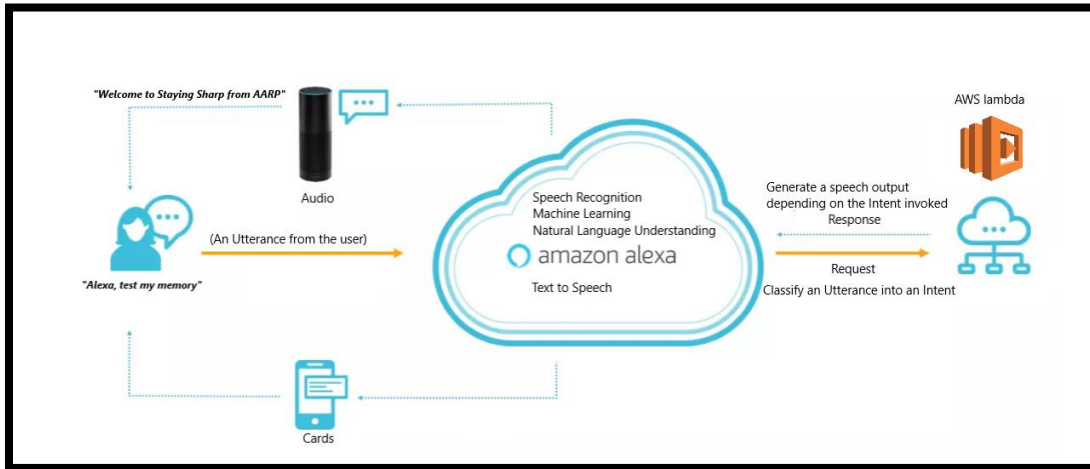 "Welcome to Staying Sharp from AARP"
Audio
(An Utterance from the user)
"Alexa, test my memory"
Cards
Speech Recognition
Machine Learning
Natural Language Understanding
amazon alexa
Text to Speech
AWS lambda
Generate a speech output
depending on the Intent invoked
Response
Request
Classify an Utterance into an Intent